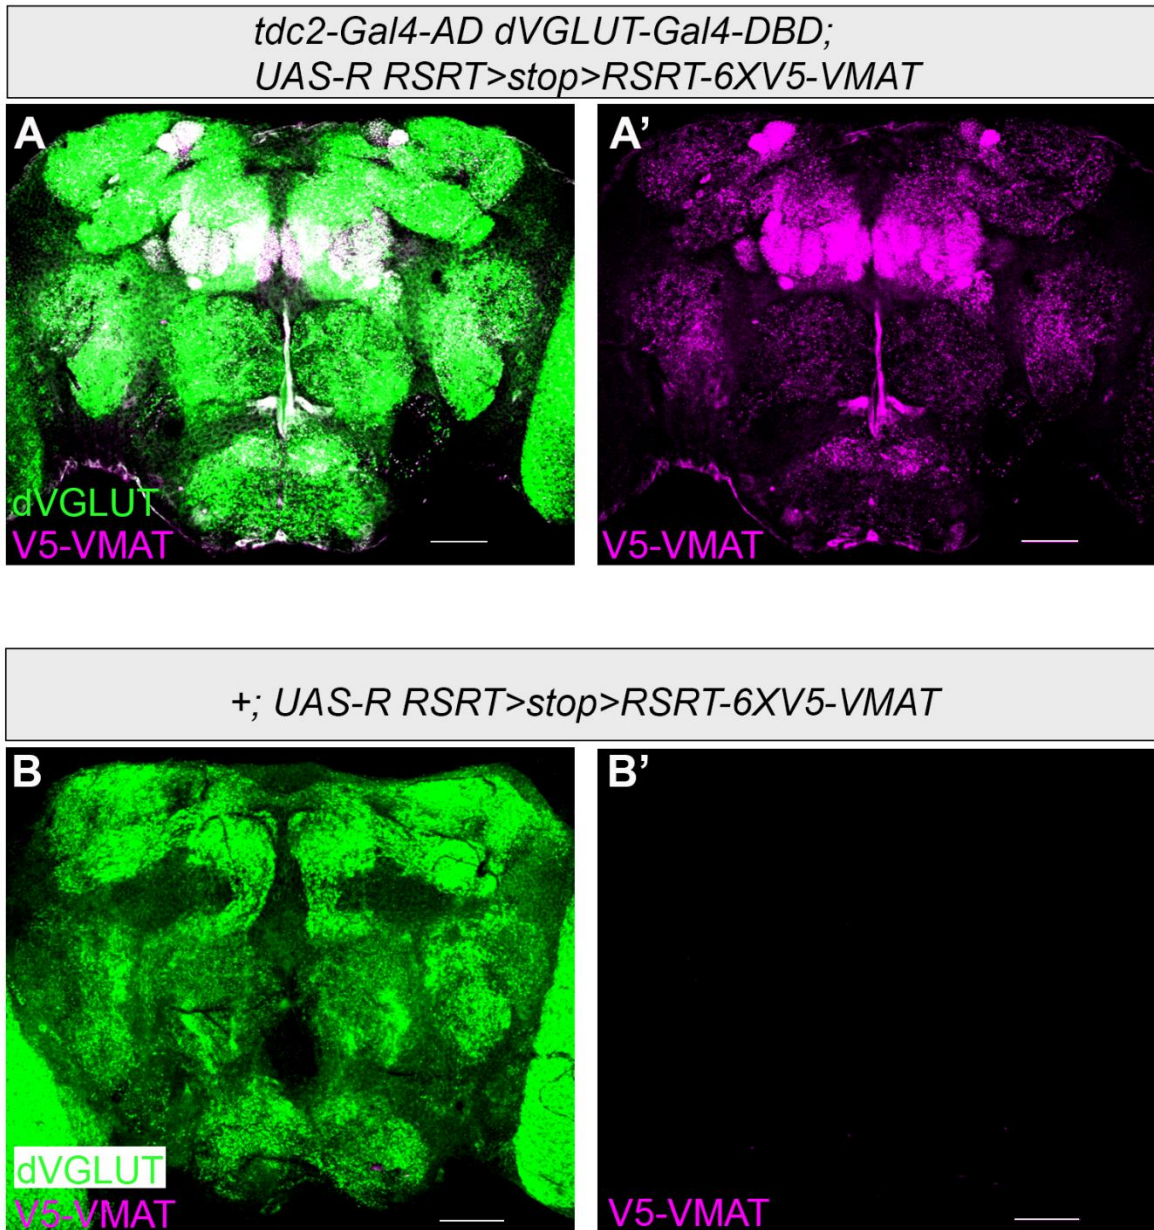 tdc2-Gal4-AD dVGLUT-Gal4-DBD;
UAS-R RSRT>stop>RSRT-6XV5-VMAT
A
A'
dVGLUT
V5-VMAT
V5-VMAT
+; UAS-R RSRT>stop>RSRT-6XV5-VMAT
B
B'
dVGLUT
V5-VMAT
V5-VMAT